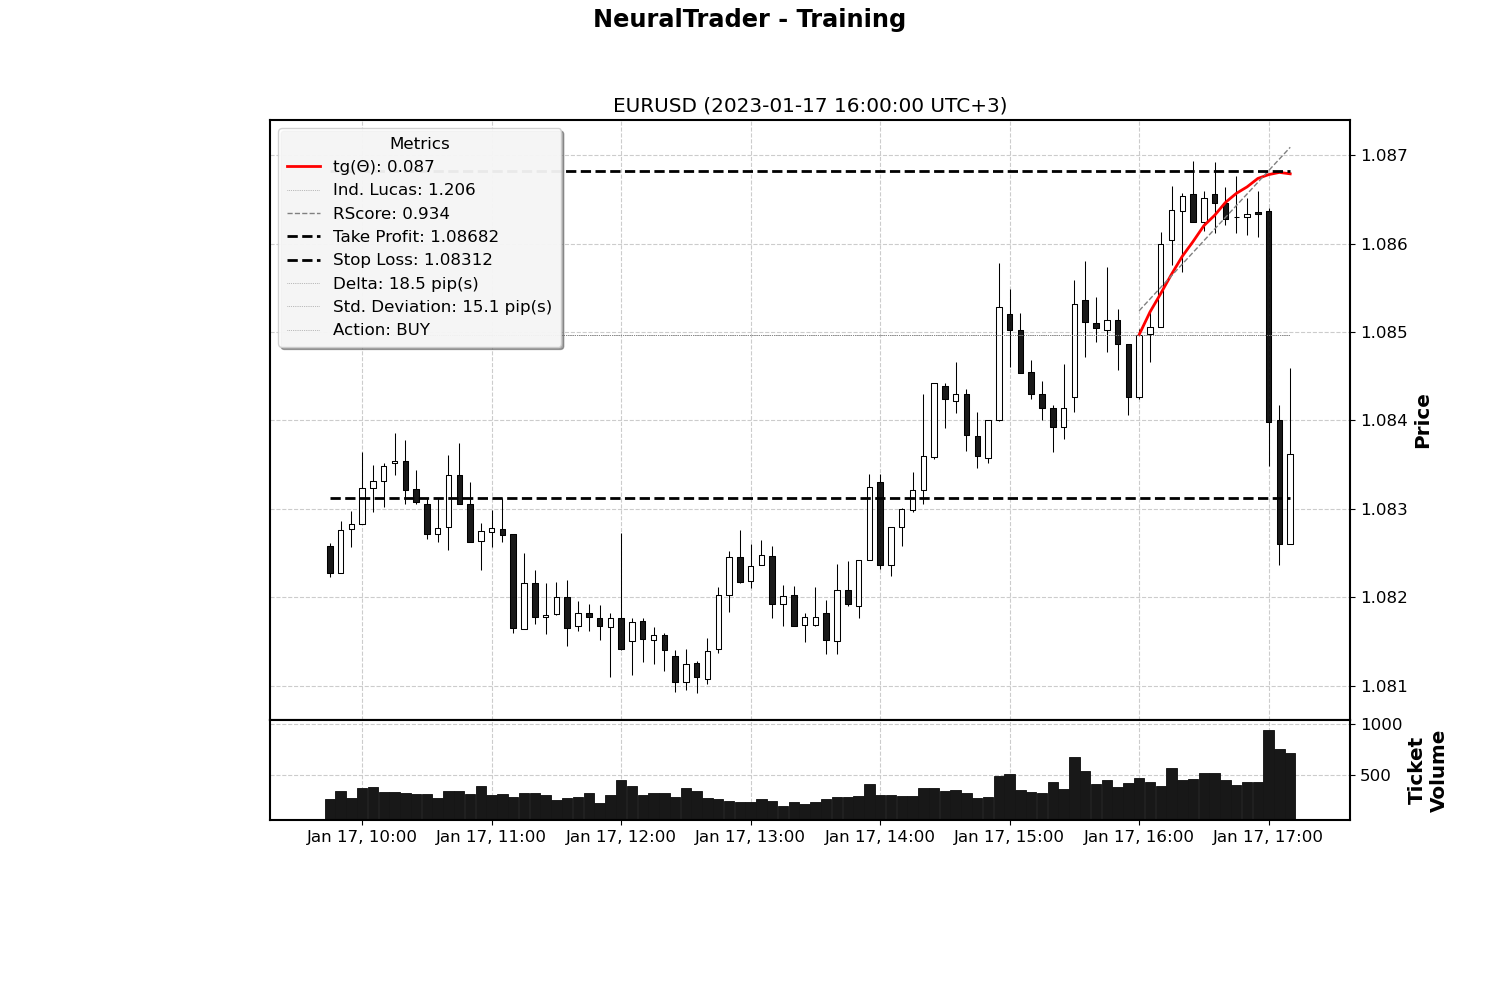 NeuralTrader - Training
EURUSD (2023-01-17 16:00:00 UTC+3)
Metrics
tg(Θ): 0.087
Ind. Lucas: 1.206
RScore: 0.934
Take Profit: 1.08682
Stop Loss: 1.08312
Delta: 18.5 pip(s)
Std. Deviation: 15.1 pip(s)
Action: BUY
1.087
1.086
1.085
1.084
1.083
1.082
1.081
Price
1000
500
Ticket
Volume
Jan 17, 10:00
Jan 17, 11:00
Jan 17, 12:00
Jan 17, 13:00
Jan 17, 14:00
Jan 17, 15:00
Jan 17, 16:00
Jan 17, 17:00